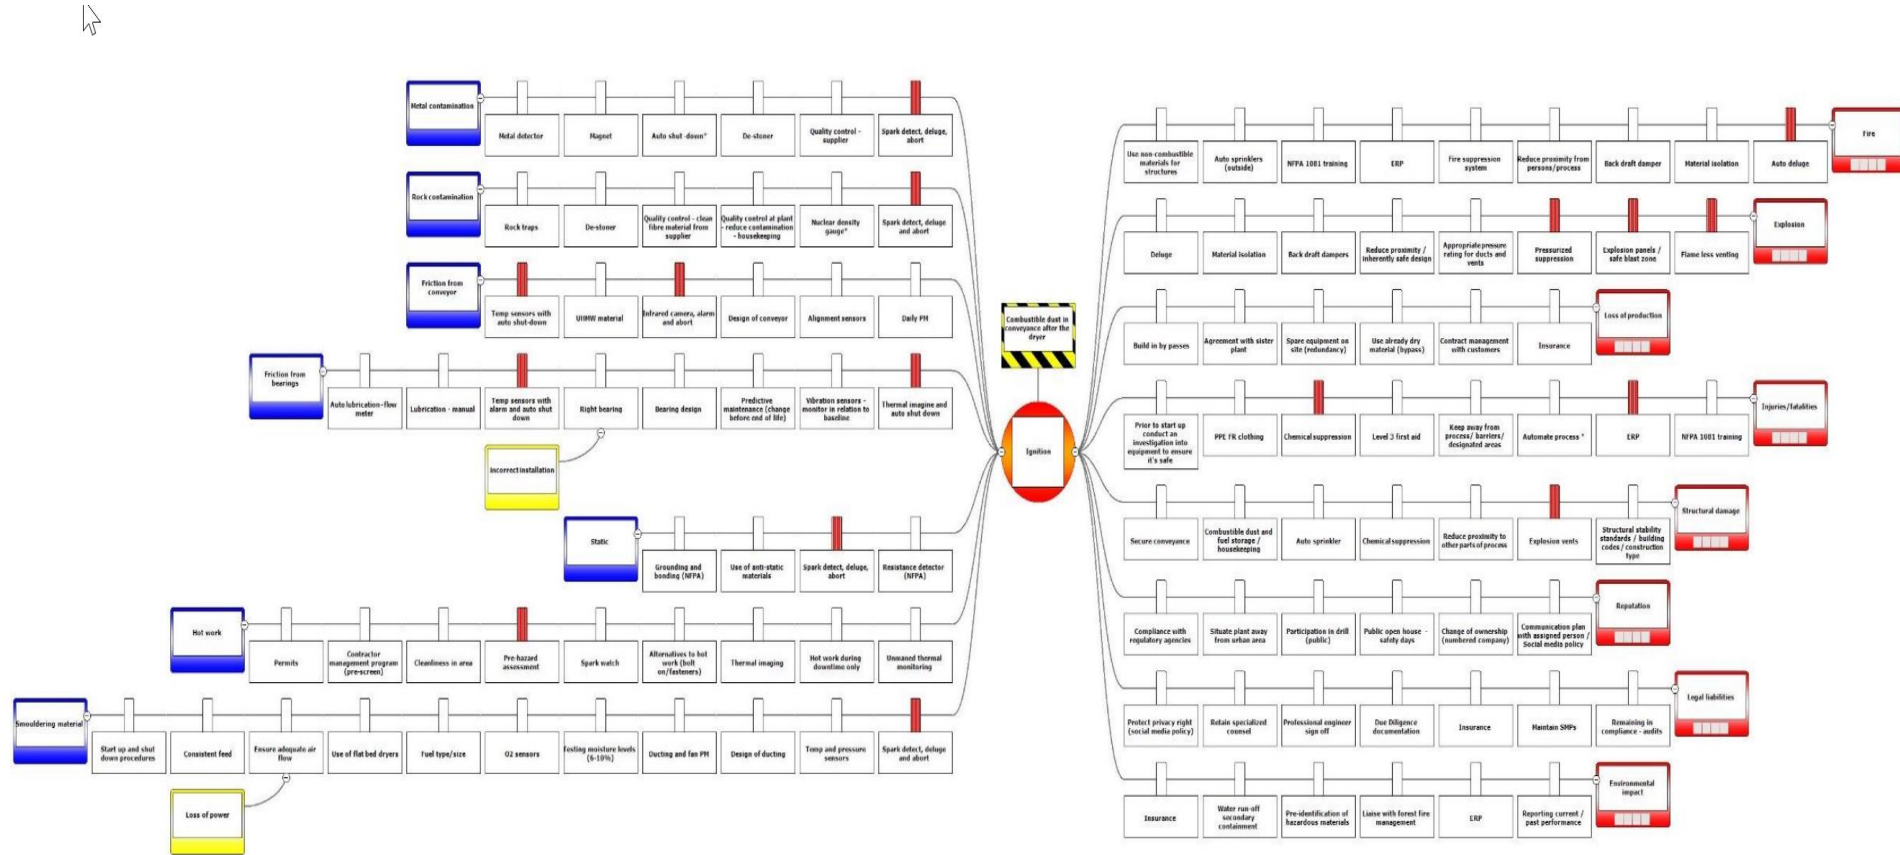 Metal contamination
Metal detector
Magnet
Auto shut -down*
De-stoner
Quality control -
supplier
Spark detect, deluge,
abort
Rock contamination
Rock traps
De-stoner
Quality control - clean
fibre material from
supplier
Quality control at plant
- reduce contamination
- housekeeping
Nuclear density
gauge*
Spark detect, deluge
and abort
Friction from
conveyor
Temp sensors with
auto shut-down
UHMW material
Infrared camera, alarm
and abort
Design of conveyor
Alignment sensors
Daily PM
Friction from
bearings
Auto lubrication-flow
meter
Lubrication - manual
Temp sensors with
alarm and auto shut
down
Right bearing
Bearing design
Predictive
maintenance (change
before end of life)
Vibration sensors -
monitor in relation to
baseline
Thermal imagine and
auto shut down
Incorrect installation
Static
Grounding and
bonding (NFPA)
Use of anti-static
materials
Spark detect, deluge,
abort
Resistance detector
(NFPA)
Hot work
Permits
Contractor
management program
(pre-screen)
Cleanliness in area
Pre-hazard
assessment
Spark watch
Alternatives to hot
work (bolt
on/fasteners)
Thermal imaging
Hot work during
downtime only
Unmaned thermal
monitoring
Smouldering material
Start up and shut
down procedures
Consistent feed
Ensure adequate air
flow
Use of flat bed dryers
Fuel type/size
O2 sensors
Testing moisture levels
(6-10%)
Ducting and fan PM
Design of ducting
Temp and pressure
sensors
Spark detect, deluge
and abort
Loss of power
Combustible dust in
conveyance after the
dryer
Ignition
Use non-combustible
materials for
structures
Auto sprinklers
(outside)
NFPA 1081 training
ERP
Fire suppression
system
Reduce proximity from
persons/process
Back draft damper
Material isolation
Auto deluge
Fire
Deluge
Material isolation
Back draft dampers
Reduce proximity /
inherently safe design
Appropriate pressure
rating for ducts and
vents
Pressurized
suppression
Explosion panels /
safe blast zone
Flame less venting
Explosion
Build in by passes
Agreement with sister
plant
Spare equipment on
site (redundancy)
Use already dry
material (bypass)
Contract management
with customers
Insurance
Loss of production
Prior to start up
conduct an
investigation into
equipment to ensure
it's safe
PPE FR clothing
Chemical suppression
Level 3 first aid
Keep away from
process/ barriers/
designated areas
Automate process *
ERP
NFPA 1081 training
Injuries/fatalities
Secure conveyance
Combustible dust and
fuel storage /
housekeeping
Auto sprinkler
Chemical suppression
Reduce proximity to
other parts of process
Explosion vents
Structural stability
standards / building
codes / construction
type
Structural damage
Compliance with
regulatory agencies
Situate plant away
from urban area
Participation in drill
(public)
Public open house -
safety days
Change of ownership
(numbered company)
Communication plan
with assigned person /
Social media policy
Reputation
Protect privacy right
(social media policy)
Retain specialized
counsel
Professional engineer
sign off
Due Diligence
documentation
Insurance
Maintain SMPs
Remaining in
compliance - audits
Legal liabilities
Insurance
Water run-off
secondary
containment
Pre-identification of
hazardous materials
Liaise with forest fire
management
ERP
Reporting current /
past performance
Environmental
impact